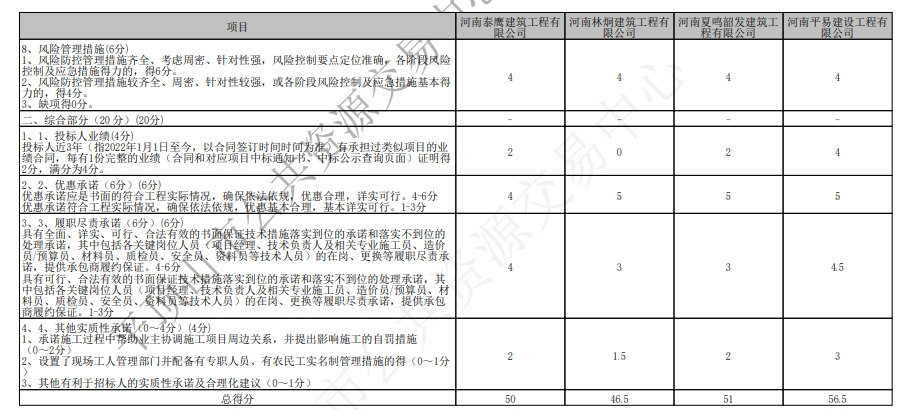 项目
河南泰鹰建筑工程有限公司
河南林炯建筑工程有限公司
河南夏鸣韶发建筑工程有限公司
河南平易建设工程有限公司
8、风险管理措施(6分)
1、风险防控管理措施齐全、考虑周密、针对性强，风险控制要点定位准确，各阶段风险
控制及应急措施得力的，得6分。
2、风险防控管理措施较齐全、周密、针对性较强，或各阶段风险控制及应急措施基本得
力的，得4分。
3、缺项得0分。
4 4 4 4
二、综合部分（20 分）(20分)
– – – –
1、1、投标人业绩(4分)
投标人近3年（指2022年1月1日至今，以合同签订时间时间为准）有承担过类似项目的业
绩合同，每有1份完整的业绩（合同和对应项目中标通知书、中标公示查询页面）证明得
2分，满分为4分。
2 0 2 4
2、2、优惠承诺（6分）(6分)
优惠承诺应是书面的符合工程实际情况，确保依法依规，优惠合理，详实可行。4-6分
优惠承诺符合工程实际情况，确保依法依规，优惠基本合理，基本详实可行。1-3分
4 5 5 5
3、3、履职尽责承诺（6分）(6分)
具有全面、详实、可行、合法有效的书面保证技术措施落实到位的承诺和落实不到位的
处理承诺，其中包括各关键岗位人员（项目经理、技术负责人及相关专业施工员、造价
员/预算员、材料员、质检员、安全员、资料员等技术人员）的在岗、更换等履职尽责承
诺，提供承包商履约保证。4-6分
具有可行、合法有效的书面保证技术措施落实到位的承诺和落实不到位的处理承诺，其
中包括各关键岗位人员（项目经理、技术负责人及相关专业施工员、造价员/预算员、材
料员、质检员、安全员、资料员等技术人员）的在岗、更换等履职尽责承诺，提供承包
商履约保证。1-3分
4 3 3 4.5
4、4、其他实质性承诺（0～4分）(4分)
1、承诺施工过程中帮助业主协调施工项目周边关系，并提出影响施工的自罚措施
（0～2分）
2、设置了现场工人管理部门并配备有专职人员、有农民工实名制管理措施的得（0～1分
）
3、其他有利于招标人的实质性承诺及合理化建议（0～1分）
2 1.5 2 3
总得分 50 46.5 51 56.5
平顶山市公共资源交易中心
市公共资源交易中心